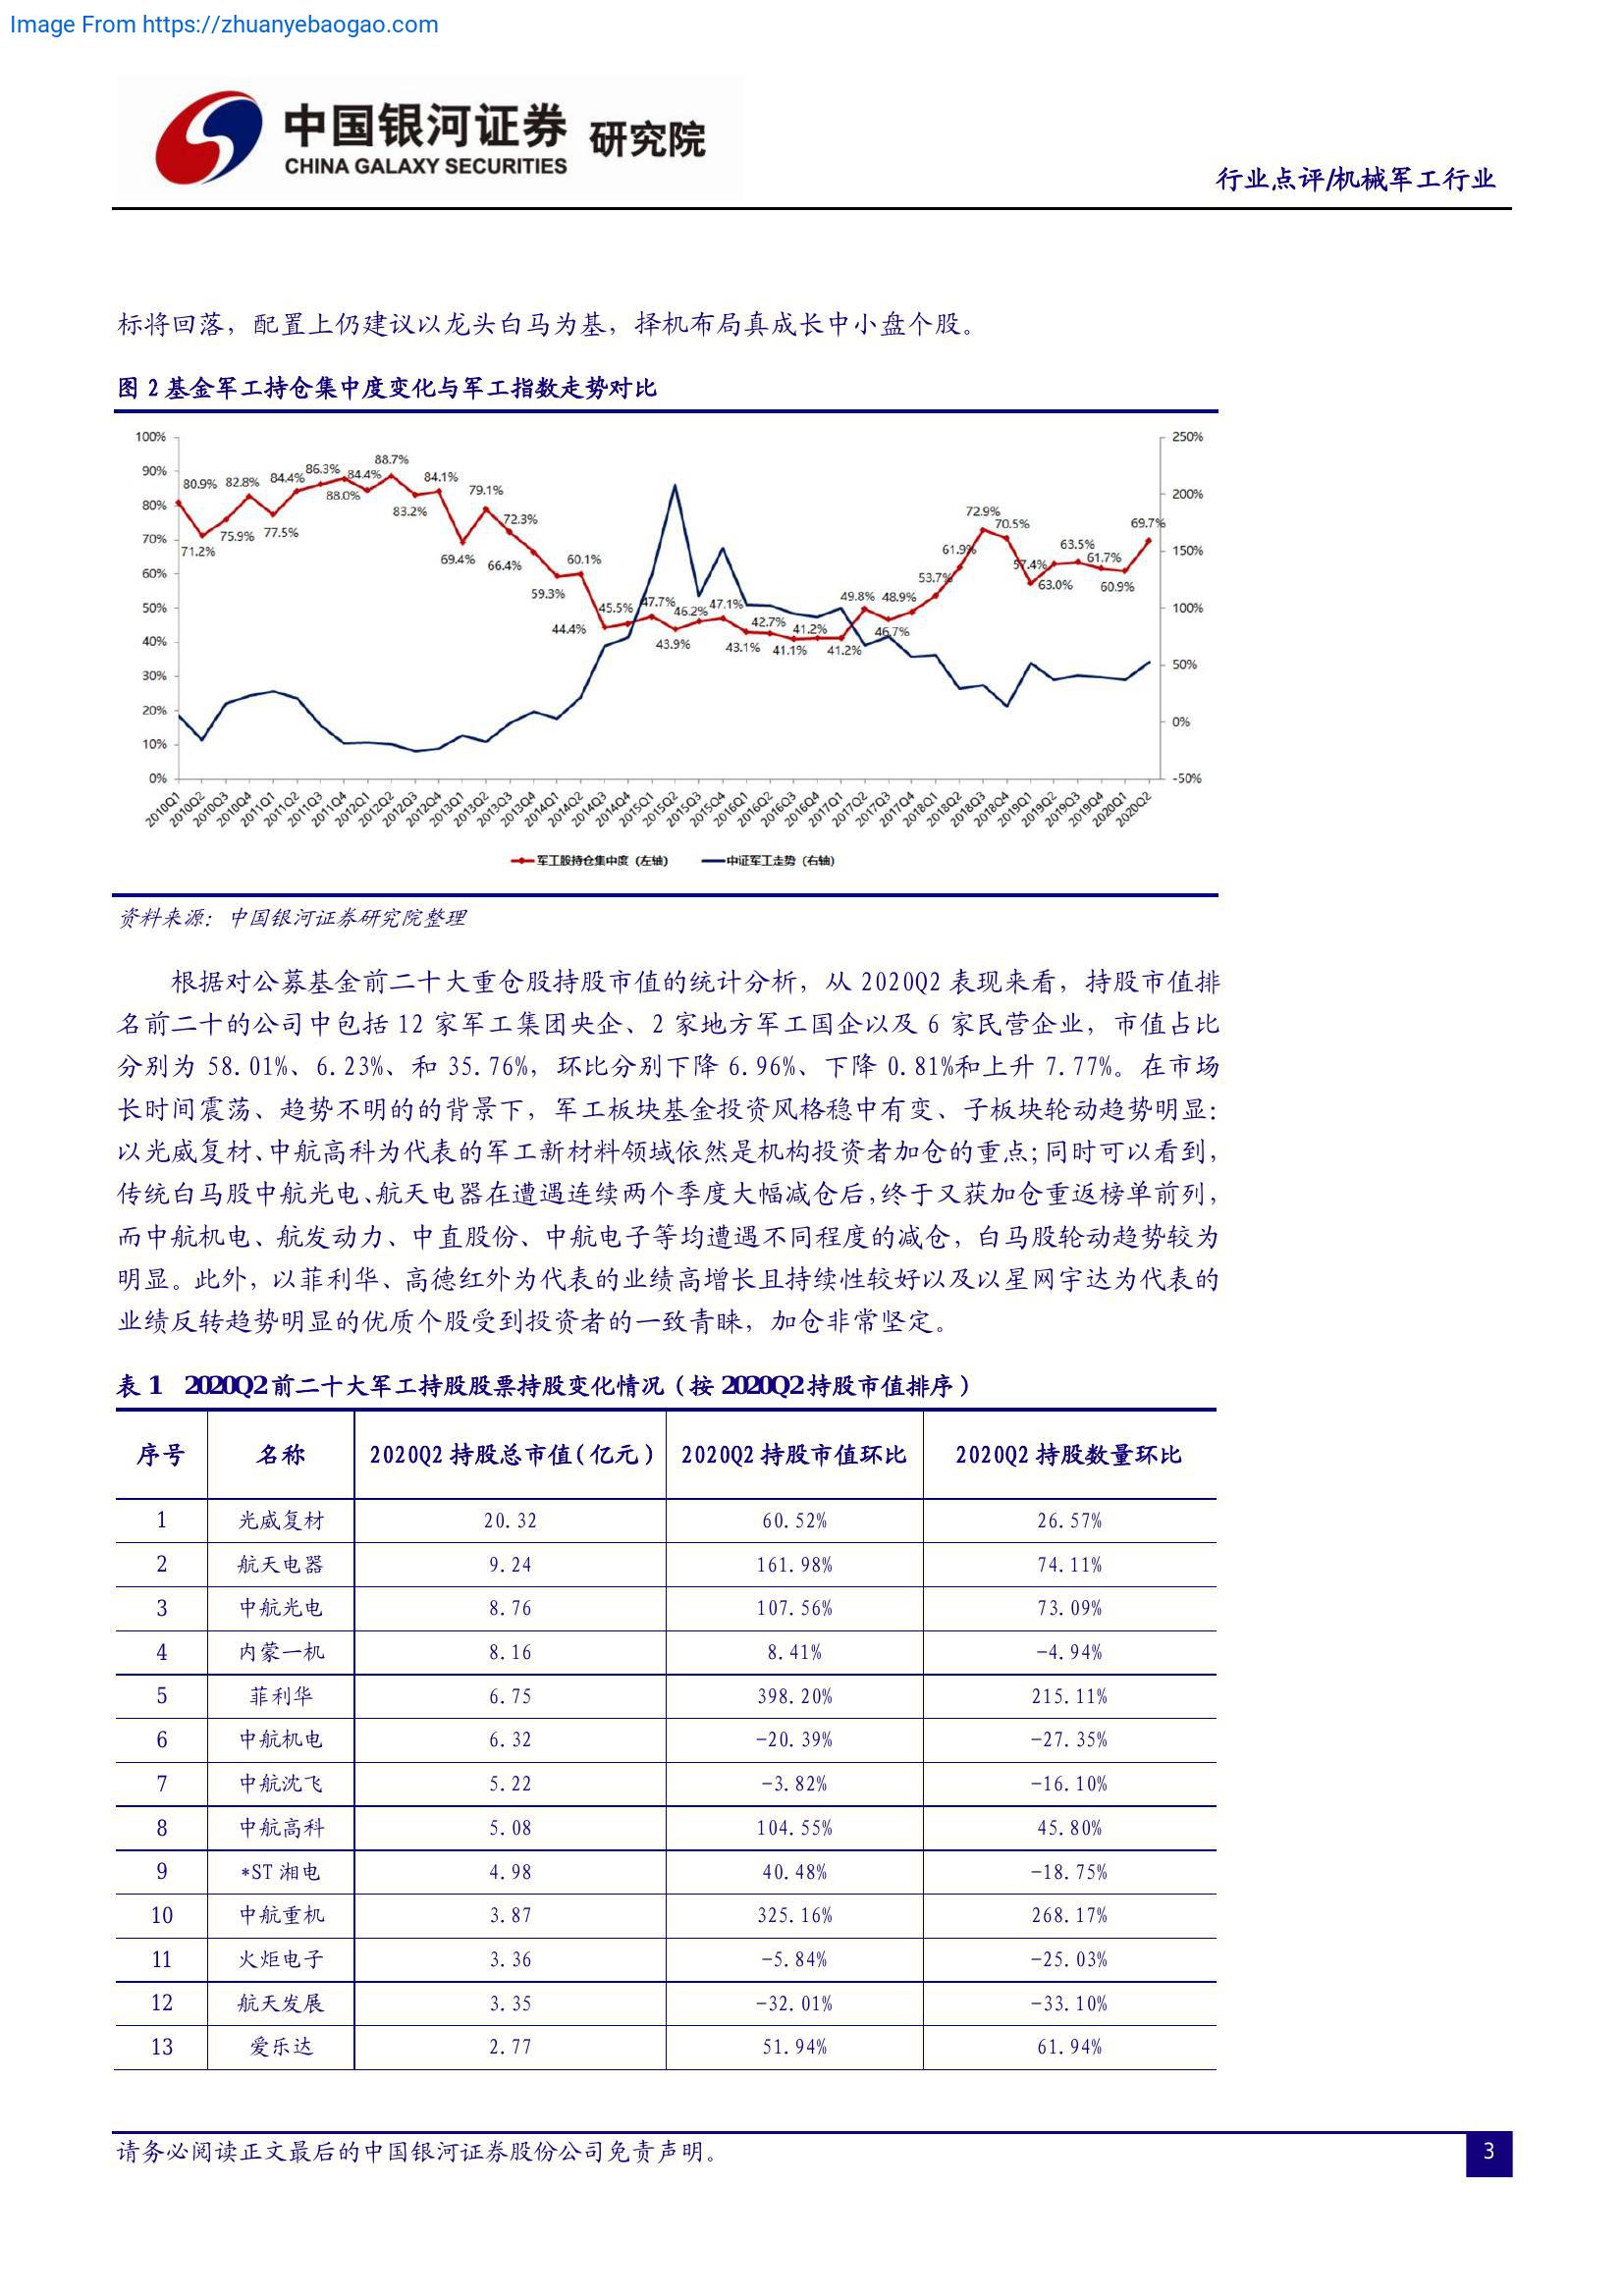 Image From https://zhuanyebaogao.com
中国银河证券 研究院
CHINA GALAXY SECURITIES
行业点评/机械军工行业
标将回落，配置上仍建议以龙头白马为基，择机布局真成长中小盘个股。
图 2 基金军工持仓集中度变化与军工指数走势对比
100% 90% 80% 70% 60% 50% 40% 30% 20% 10% 0%
80.9% 71.2% 75.9% 82.8% 77.5% 84.4% 86.3% 88.0% 84.4% 88.7% 83.2% 84.1% 69.4% 79.1% 72.3% 66.4% 59.3% 60.1% 44.4% 45.5% 47.7% 43.9% 46.2% 47.1% 43.1% 42.7% 41.1% 41.2% 41.2% 49.8% 46.7% 48.9% 53.7% 61.9% 72.9% 70.5% 57.4% 63.0% 63.5% 61.7% 60.9% 69.7%
250% 200% 150% 100% 50% 0% -50%
2010Q1 2010Q2 2010Q3 2010Q4 2011Q1 2011Q2 2011Q3 2011Q4 2012Q1 2012Q2 2012Q3 2012Q4 2013Q1 2013Q2 2013Q3 2013Q4 2014Q1 2014Q2 2014Q3 2014Q4 2015Q1 2015Q2 2015Q3 2015Q4 2016Q1 2016Q2 2016Q3 2016Q4 2017Q1 2017Q2 2017Q3 2017Q4 2018Q1 2018Q2 2018Q3 2018Q4 2019Q1 2019Q2 2019Q3 2019Q4 2020Q1 2020Q2
军工股持仓集中度（左轴） 中证军工走势（右轴）
资料来源：中国银河证券研究院整理
根据对公募基金前二十大重仓股持股市值的统计分析，从 2020Q2 表现来看，持股市值排
名前二十的公司中包括 12 家军工集团央企、2 家地方军工国企以及 6 家民营企业，市值占比
分别为 58.01%、6.23%、和 35.76%，环比分别下降 6.96%、下降 0.81%和上升 7.77%。在市场
长时间震荡、趋势不明的的背景下，军工板块基金投资风格稳中有变、子板块轮动趋势明显：
以光威复材、中航高科为代表的军工新材料领域依然是机构投资者加仓的重点；同时可以看到，
传统白马股中航光电、航天电器在遭遇连续两个季度大幅减仓后，终于又获加仓重返榜单前列，
而中航机电、航发动力、中直股份、中航电子等均遭遇不同程度的减仓，白马股轮动趋势较为
明显。此外，以菲利华、高德红外为代表的业绩高增长且持续性较好以及以星网宇达为代表的
业绩反转趋势明显的优质个股受到投资者的一致青睐，加仓非常坚定。
表 1 2020Q2 前二十大军工持股股票持股变化情况（按 2020Q2 持股市值排序）
序号 名称 2020Q2 持股总市值（亿元） 2020Q2 持股市值环比 2020Q2 持股数量环比
1 光威复材 20.32 60.52% 26.57%
2 航天电器 9.24 161.98% 74.11%
3 中航光电 8.76 107.56% 73.09%
4 内蒙一机 8.16 8.41% -4.94%
5 菲利华 6.75 398.20% 215.11%
6 中航机电 6.32 -20.39% -27.35%
7 中航沈飞 5.22 -3.82% -16.10%
8 中航高科 5.08 104.55% 45.80%
9 *ST 湘电 4.98 40.48% -18.75%
10 中航重机 3.87 325.16% 268.17%
11 火炬电子 3.36 -5.84% -25.03%
12 航天发展 3.35 -32.01% -33.10%
13 爱乐达 2.77 51.94% 61.94%
请务必阅读正文最后的中国银河证券股份公司免责声明。
3